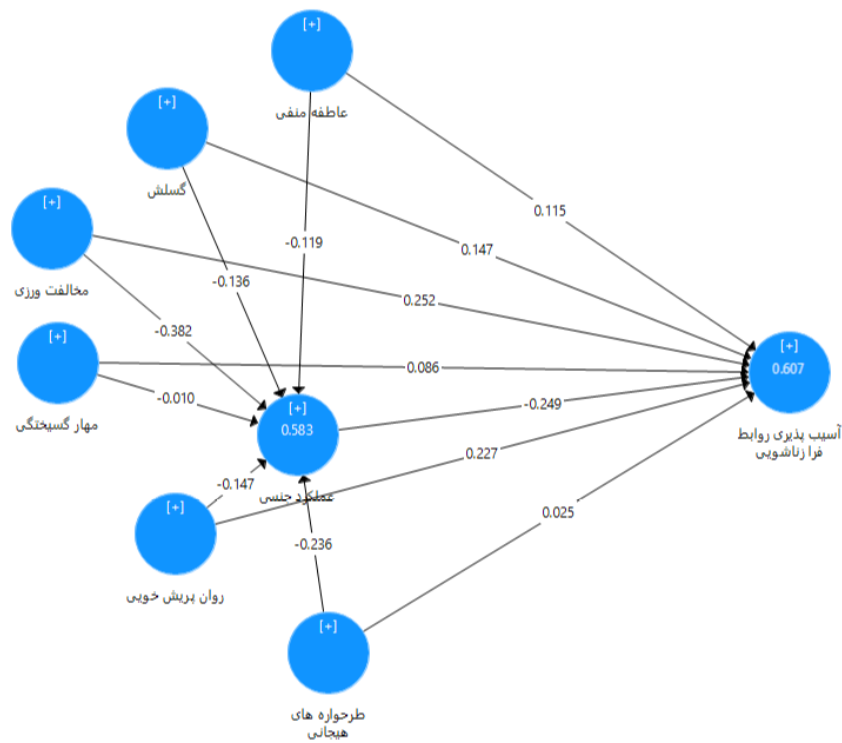 [+]
عاطفه منفی
[+]
گسلش
[+]
مخالفت ورزی
[+]
مهار گسیختگی
[+]
روان پریش خویی
[+]
طرحواره های
هیجانی
[+]
0.583
عملکرد جنسی
[+]
0.607
آسیب پذیری روابط
فرا زناشویی
0.115
0.147
-0.119
-0.136
0.252
-0.382
0.086
-0.010
-0.249
0.227
-0.147
0.025
-0.236